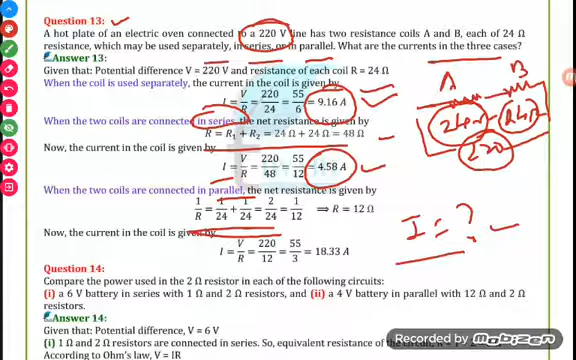 Question 13
A hot plate of an electric oven connected to a 220 V line has two resistance coils A and B, each of 24 Ω
resistance, which may be used separately, in series, or in parallel. What are the currents in the three cases?
Answer 13
Given that: Potential difference V = 220 V and resistance of each coil R = 24 Ω
When the coil is used separately, the current in the coil is given by
I = V/R = 220/24 = 55/6 = 9.16 A
When the two coils are connected in series, the net resistance is given by
R = R₁ + R₂ = 24 Ω + 24 Ω = 48 Ω
Now, the current in the coil is given by
I = V/R = 220/48 = 55/12 = 4.58 A
When the two coils are connected in parallel, the net resistance is given by
1/R = 1/24 + 1/24 = 2/24 = 1/12 ⇒ R = 12 Ω
Now, the current in the coil is given by
I = V/R = 220/12 = 55/3 = 18.33 A
A B
24Ω 24Ω
220
I = ?
Question 14
Compare the power used in the 2 Ω resistor in each of the following circuits:
(i) a 6 V battery in series with 1 Ω and 2 Ω resistors, and (ii) a 4 V battery in parallel with 12 Ω and 2 Ω
resistors.
Answer 14
Given that: Potential difference, V = 6 V
(i) 1 Ω and 2 Ω resistors are connected in series. So, equivalent resistance of the circuit,
According to Ohm's law, V = IR
RECORDED WITH
mobizen